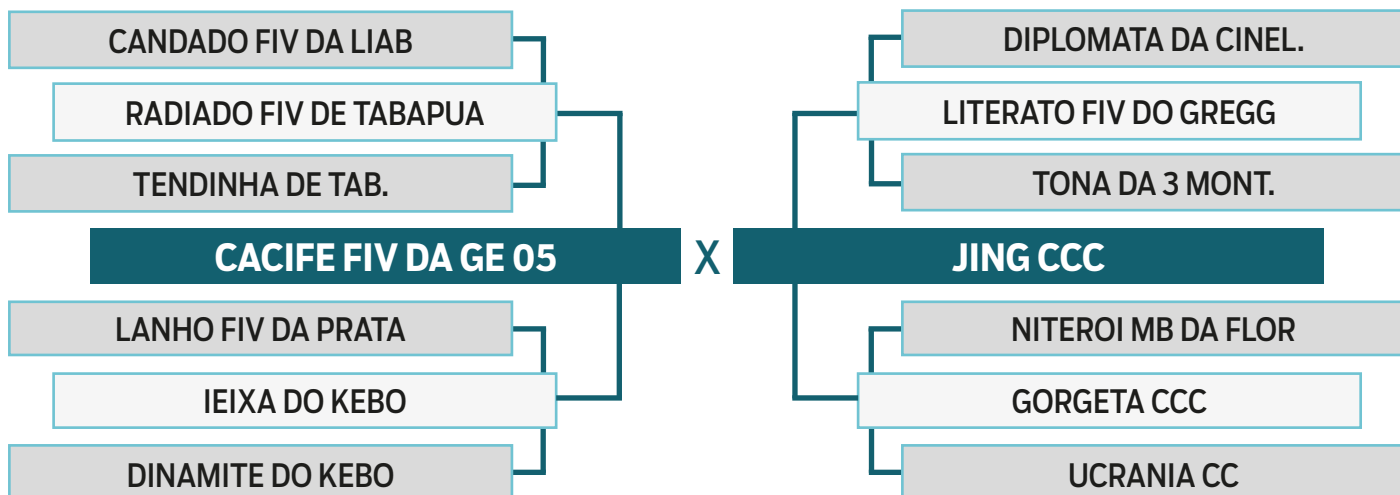 CANDADO FIV DA LIAB
DIPLOMATA DA CINEL.
RADIADO FIV DE TABAPUA
LITERATO FIV DO GREGG
TENDINHA DE TAB.
TONA DA 3 MONT.
CACIFE FIV DA GE 05 X JING CCC
LANHO FIV DA PRATA
NITEROI MB DA FLOR
IEIXA DO KEBO
GORGETA CCC
DINAMITE DO KEBO
UCRANIA CC